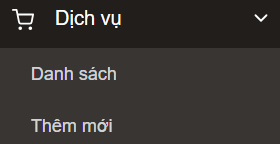 Dịch vụ
Danh sách
Thêm mới